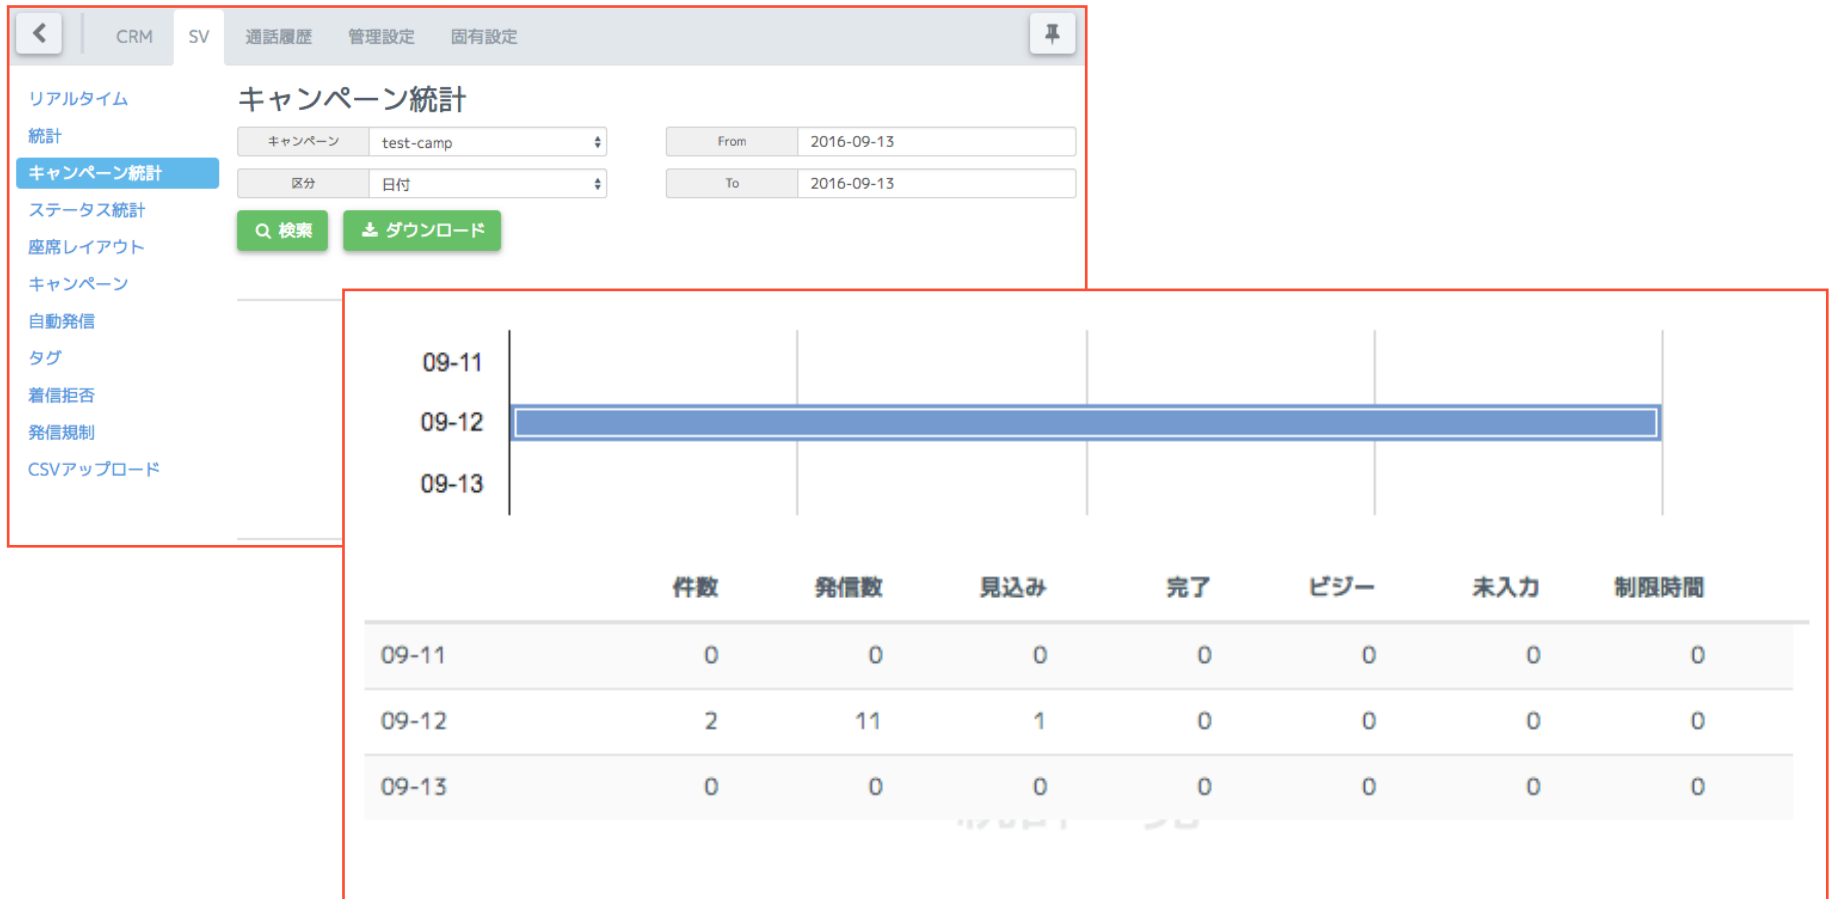 CRM SV 通話履歴 管理設定 固有設定
リアルタイム
統計
キャンペーン統計
ステータス統計
座席レイアウト
キャンペーン
自動発信
タグ
着信拒否
発信規制
CSVアップロード
キャンペーン統計
キャンペーン test-camp From 2016-09-13
区分 日付 To 2016-09-13
検索 ダウンロード
09-11
09-12
09-13
件数 発信数 見込み 完了 ビジー 未入力 制限時間
09-11 0 0 0 0 0 0 0
09-12 2 11 1 0 0 0 0
09-13 0 0 0 0 0 0 0